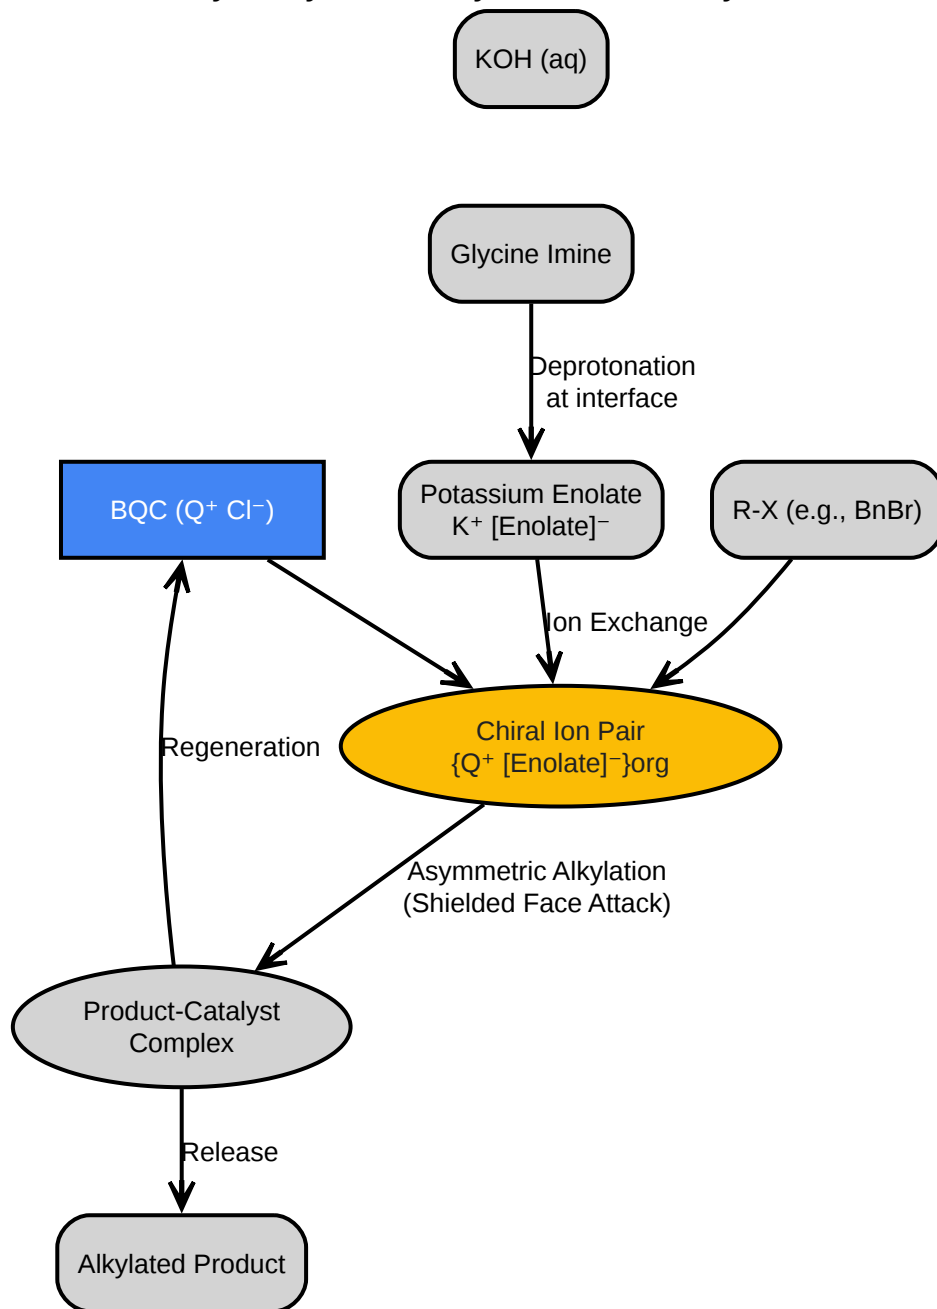 KOH (aq)
Glycine Imine
Deprotonation
at interface
BQC (Q⁺ Cl⁻)
Potassium Enolate
K⁺ [Enolate]⁻
R-X (e.g., BnBr)
Ion Exchange
Chiral Ion Pair
{Q⁺ [Enolate]⁻}org
Regeneration
Asymmetric Alkylation
(Shielded Face Attack)
Product-Catalyst
Complex
Release
Alkylated Product